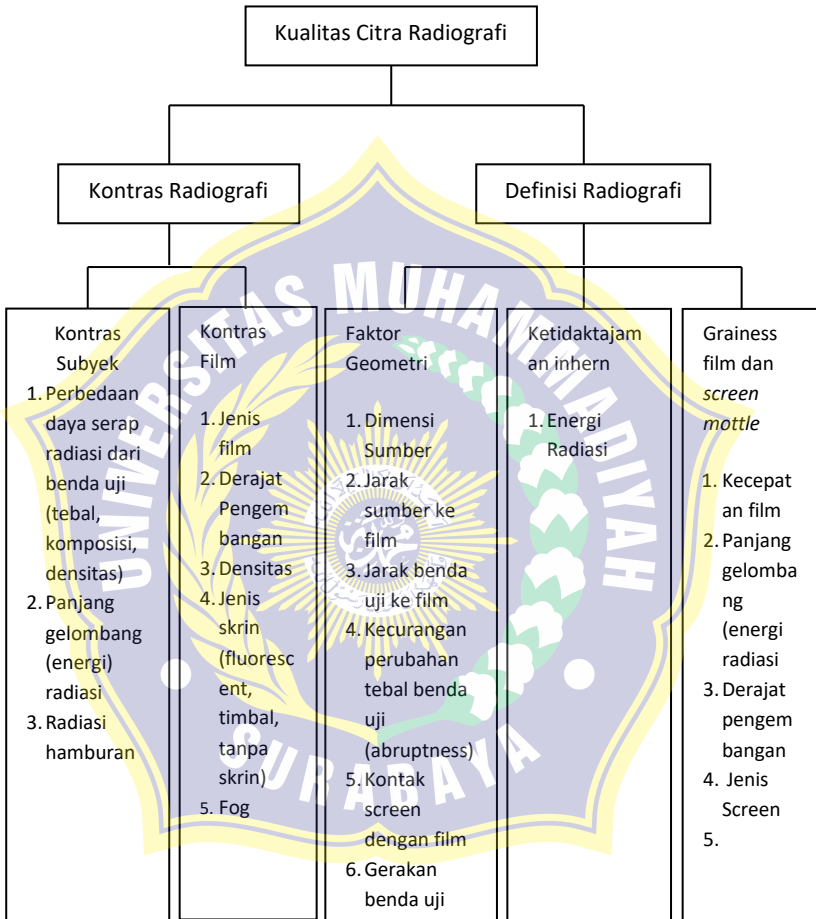 Kualitas Citra Radiografi
Kontras Radiografi
Definisi Radiografi
Kontras
Subyek
1. Perbedaan
daya serap
radiasi dari
benda uji
(tebal,
komposisi,
densitas)
2. Panjang
gelombang
(energi)
radiasi
3. Radiasi
hamburan
Kontras
Film
1. Jenis
film
2. Derajat
Pengem
bangan
3. Densitas
4. Jenis
skrin
(fluoresc
ent,
timbal,
tanpa
skrin)
5. Fog
Faktor
Geometri
1. Dimensi
Sumber
2. Jarak
sumber ke
film
3. Jarak benda
uji ke film
4. Kecurangan
perubahan
tebal benda
uji
(abruptness)
5. Kontak
screen
dengan film
6. Gerakan
benda uji
Ketidaktajam
an inhern
1. Energi
Radiasi
Grainess
film dan
screen
mottle
1. Kecepat
an film
2. Panjang
gelomba
ng
(energi
radiasi
3. Derajat
pengem
bangan
4. Jenis
Screen
5.
UNIVERSITAS MUHAMMADIYAH
SURABAYA